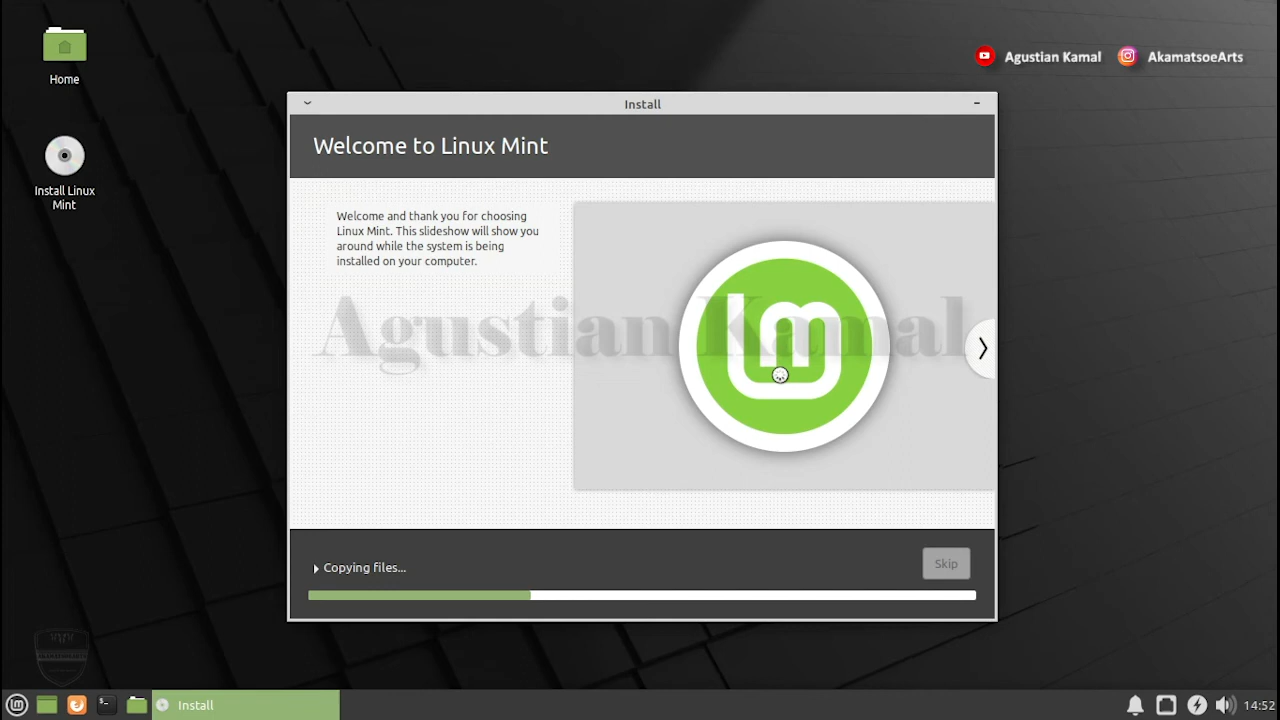 Home
Install Linux
Mint
Agustian Kamal
AkamatsoeArts
Install
Welcome to Linux Mint
Welcome and thank you for choosing
Linux Mint. This slideshow will show you
around while the system is being
installed on your computer.
Agustian Kamal
Copying files...
Skip
Install
14:52